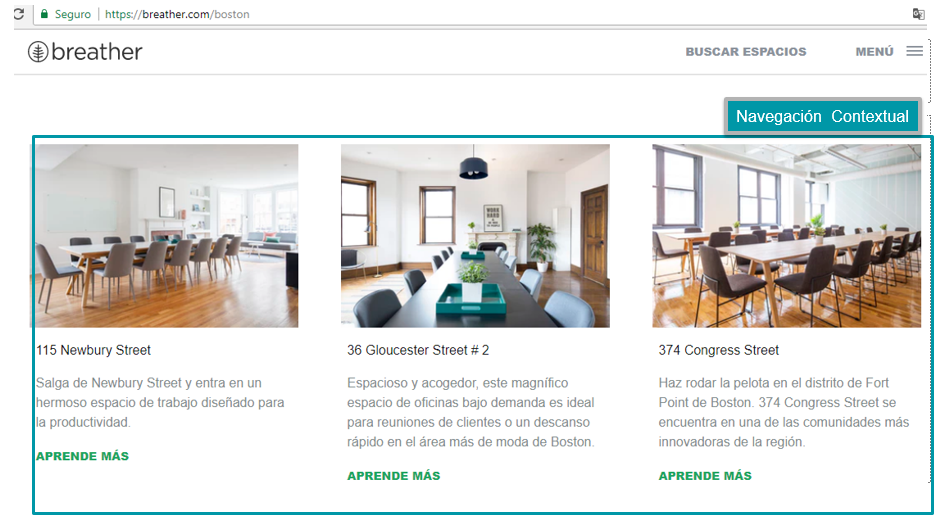 Seguro | https://breather.com/boston
breather
BUSCAR ESPACIOS
MENÚ
Navegación Contextual
WORK HARD
115 Newbury Street
Salga de Newbury Street y entra en un
hermoso espacio de trabajo diseñado para
la productividad.
APRENDE MÁS
36 Gloucester Street # 2
Espacioso y acogedor, este magnífico
espacio de oficinas bajo demanda es ideal
para reuniones de clientes o un descanso
rápido en el área más de moda de Boston.
APRENDE MÁS
374 Congress Street
Haz rodar la pelota en el distrito de Fort
Point de Boston. 374 Congress Street se
encuentra en una de las comunidades más
innovadoras de la región.
APRENDE MÁS